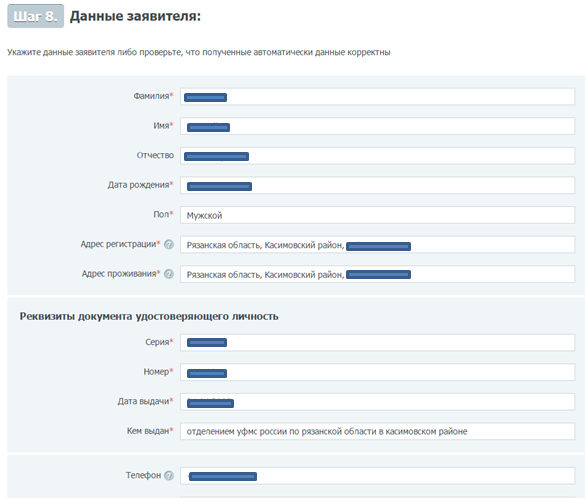 Шаг 8. Данные заявителя:
Укажите данные заявителя либо проверьте, что полученные автоматически данные корректны
Фамилия*
Имя*
Отчество
Дата рождения*
Пол* Мужской
Адрес регистрации* ? Рязанская область, Касимовский район,
Адрес проживания* ? Рязанская область, Касимовский район,
Реквизиты документа удостоверяющего личность
Серия*
Номер*
Дата выдачи*
Кем выдан* отделением уфмс россии по рязанской области в касимовском районе
Телефон ?